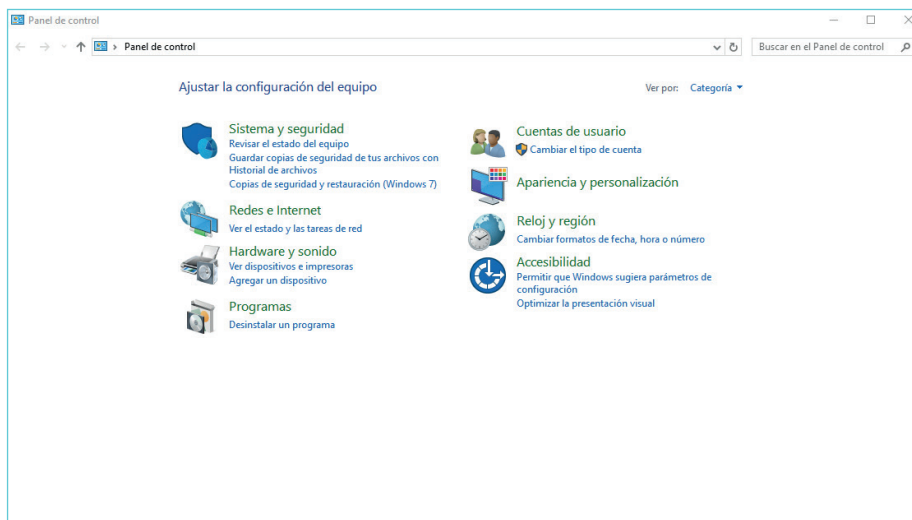 Panel de control
Panel de control
Buscar en el Panel de control
Ajustar la configuración del equipo
Ver por: Categoría
Sistema y seguridad
Revisar el estado del equipo
Guardar copias de seguridad de tus archivos con
Historial de archivos
Copias de seguridad y restauración (Windows 7)
Redes e Internet
Ver el estado y las tareas de red
Hardware y sonido
Ver dispositivos e impresoras
Agregar un dispositivo
Programas
Desinstalar un programa
Cuentas de usuario
Cambiar el tipo de cuenta
Apariencia y personalización
Reloj y región
Cambiar formatos de fecha, hora o número
Accesibilidad
Permitir que Windows sugiera parámetros de
configuración
Optimizar la presentación visual